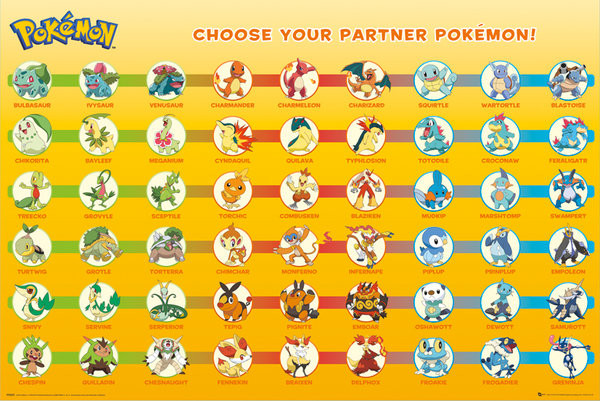 POKéMON
CHOOSE YOUR PARTNER POKÉMON!
BULBASAUR IVYSAUR VENUSAUR CHARMANDER CHARMELEON CHARIZARD SQUIRTLE WARTORTLE BLASTOISE
CHIKORITA BAYLEEF MEGANIUM CYNDAQUIL QUILAVA TYPHLOSION TOTODILE CROCONAW FERALIGATR
TREECKO GROVYLE SCEPTILE TORCHIC COMBUSKEN BLAZIKEN MUDKIP MARSHTOMP SWAMPERT
TURTWIG GROTLE TORTERRA CHIMCHAR MONFERNO INFERNAPE PIPLUP PRINPLUP EMPOLEON
SNIVY SERVINE SERPERIOR TEPIG PIGNITE EMBOAR OSHAWOTT DEWOTT SAMUROTT
CHESPIN QUILLADIN CHESNAUGHT FENNEKIN BRAIXEN DELPHOX FROAKIE FROGADIER GRENINJA